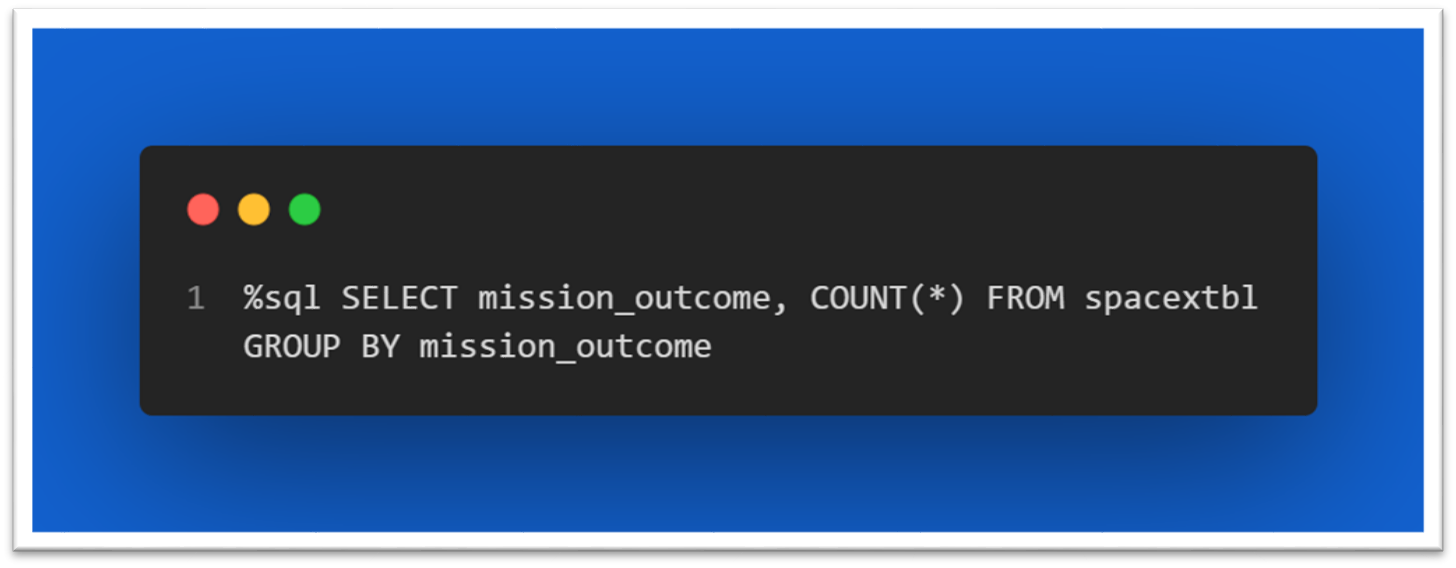 1 %sql SELECT mission_outcome, COUNT(*) FROM spacextbl
GROUP BY mission_outcome